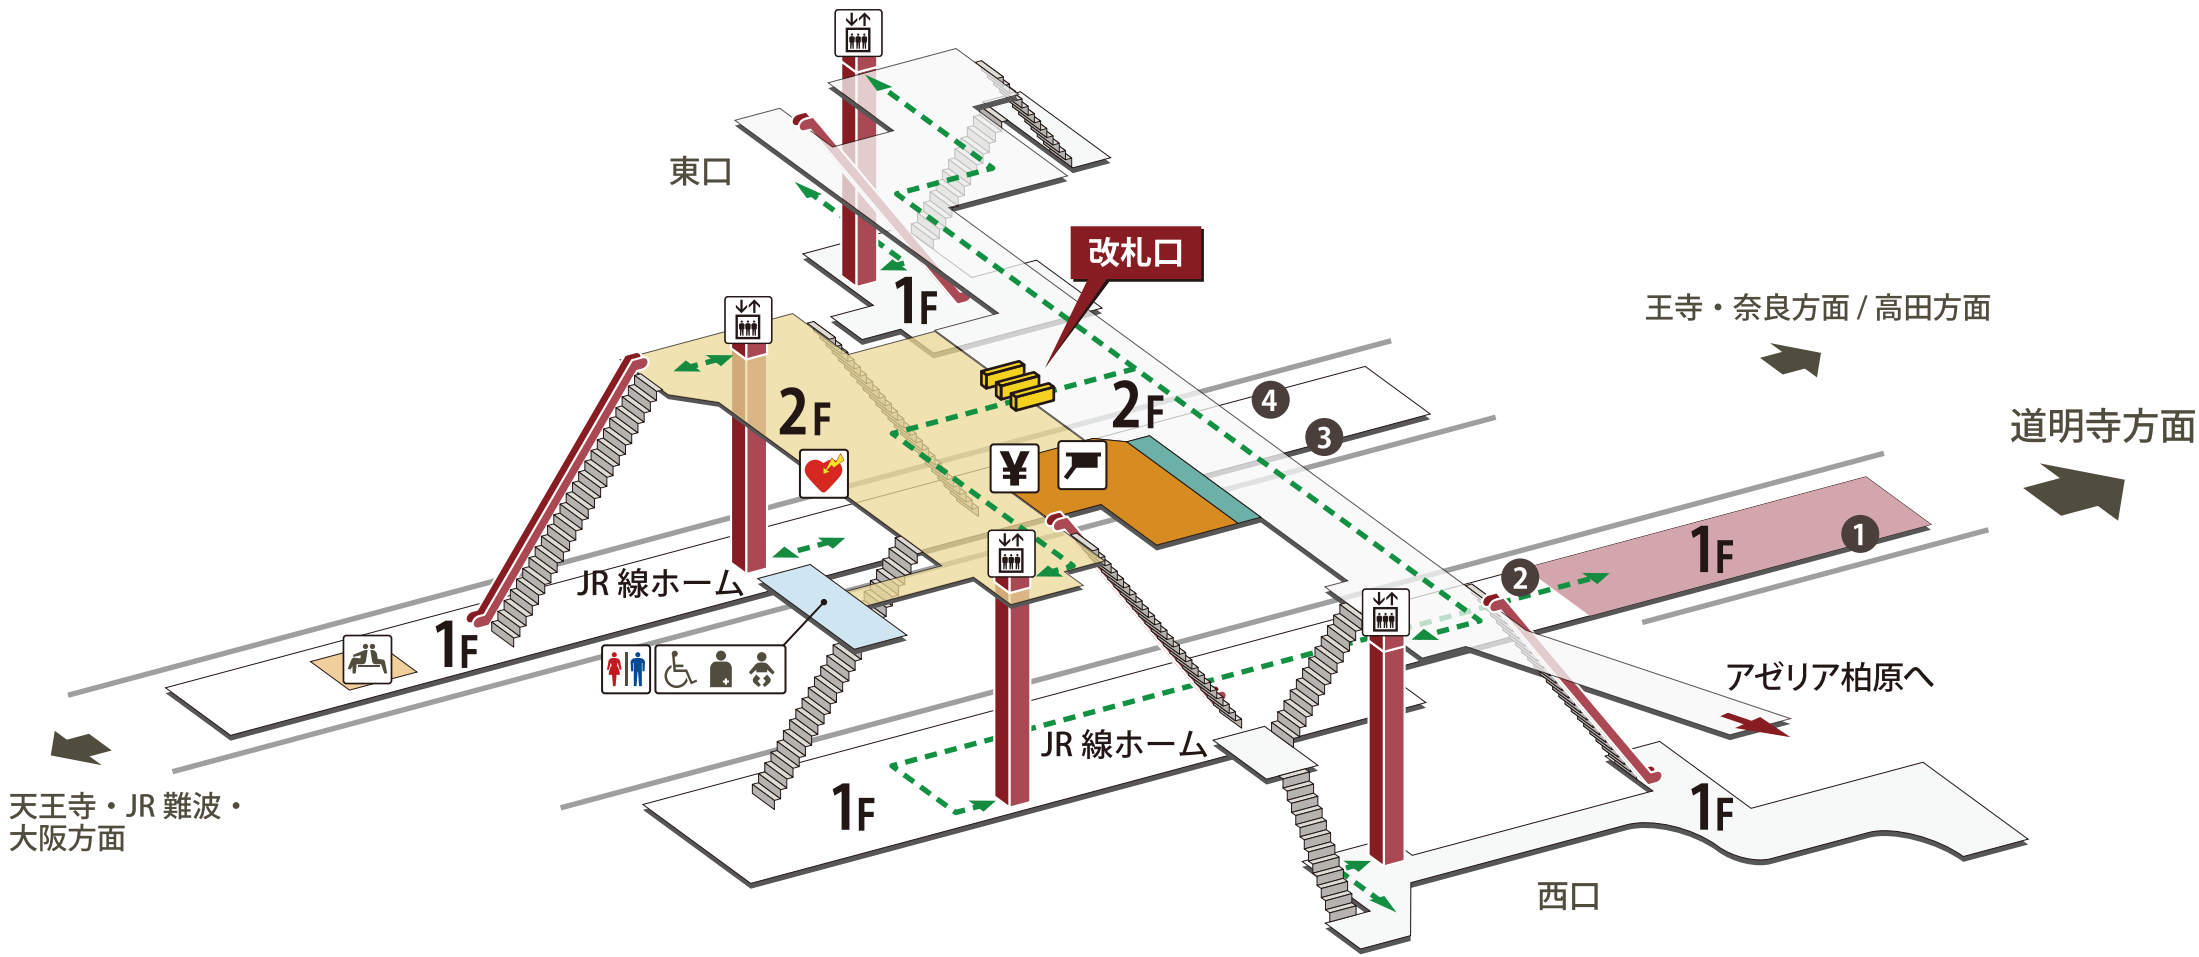 東口
改札口
1F
王寺・奈良方面 / 高田方面
2F
2F
4
3
道明寺方面
¥
1F
1
2
JR 線ホーム
1F
アゼリア柏原へ
JR 線ホーム
天王寺・JR 難波・
大阪方面
1F
1F
西口